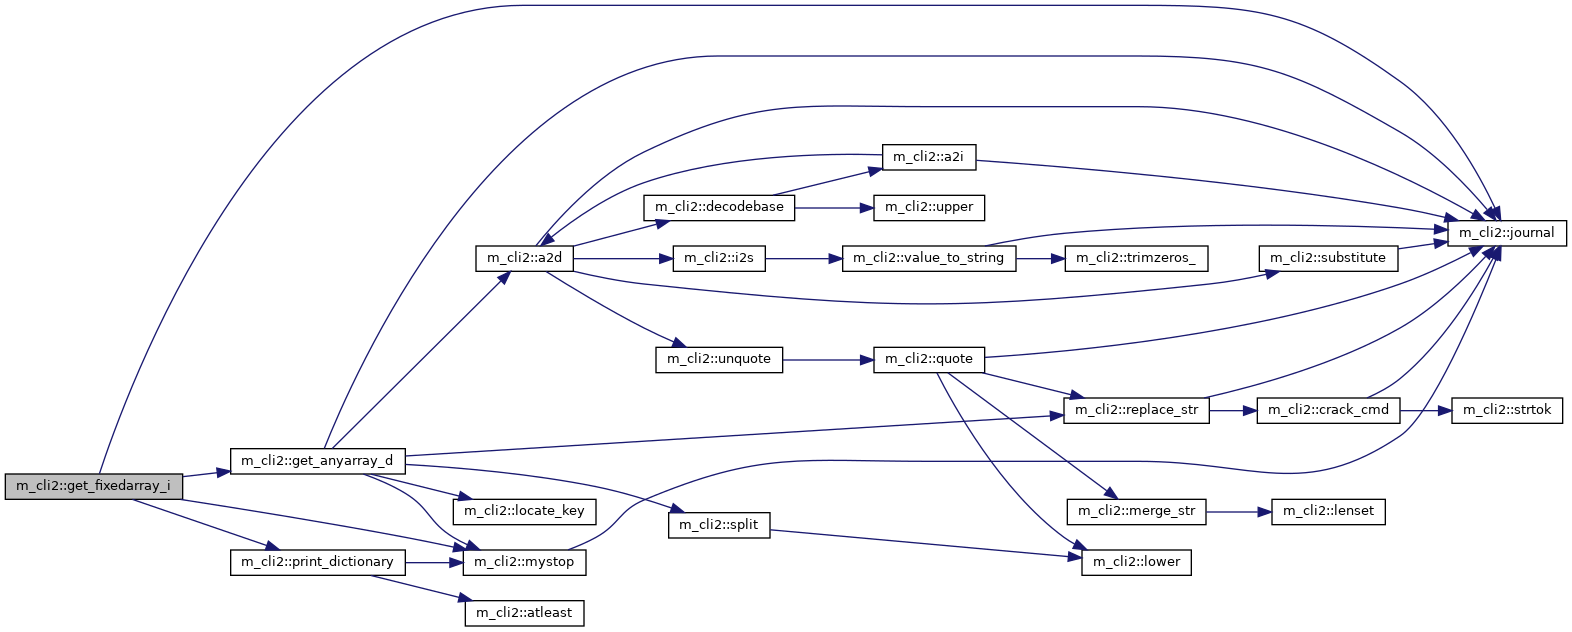 m_cli2::a2i
m_cli2::decodebase
m_cli2::upper
m_cli2::journal
m_cli2::a2d
m_cli2::i2s
m_cli2::value_to_string
m_cli2::trimzeros_
m_cli2::substitute
m_cli2::unquote
m_cli2::quote
m_cli2::replace_str
m_cli2::crack_cmd
m_cli2::strtok
m_cli2::get_anyarray_d
m_cli2::get_fixedarray_i
m_cli2::locate_key
m_cli2::split
m_cli2::merge_str
m_cli2::lenset
m_cli2::print_dictionary
m_cli2::mystop
m_cli2::lower
m_cli2::atleast